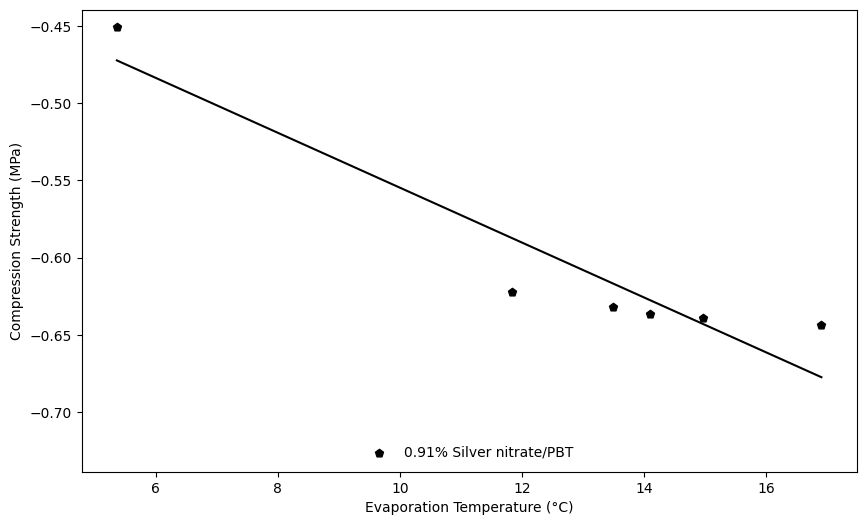 −0.45
−0.50
−0.55
−0.60
−0.65
−0.70
Compression Strength (MPa)
0.91% Silver nitrate/PBT
6 8 10 12 14 16
Evaporation Temperature (°C)